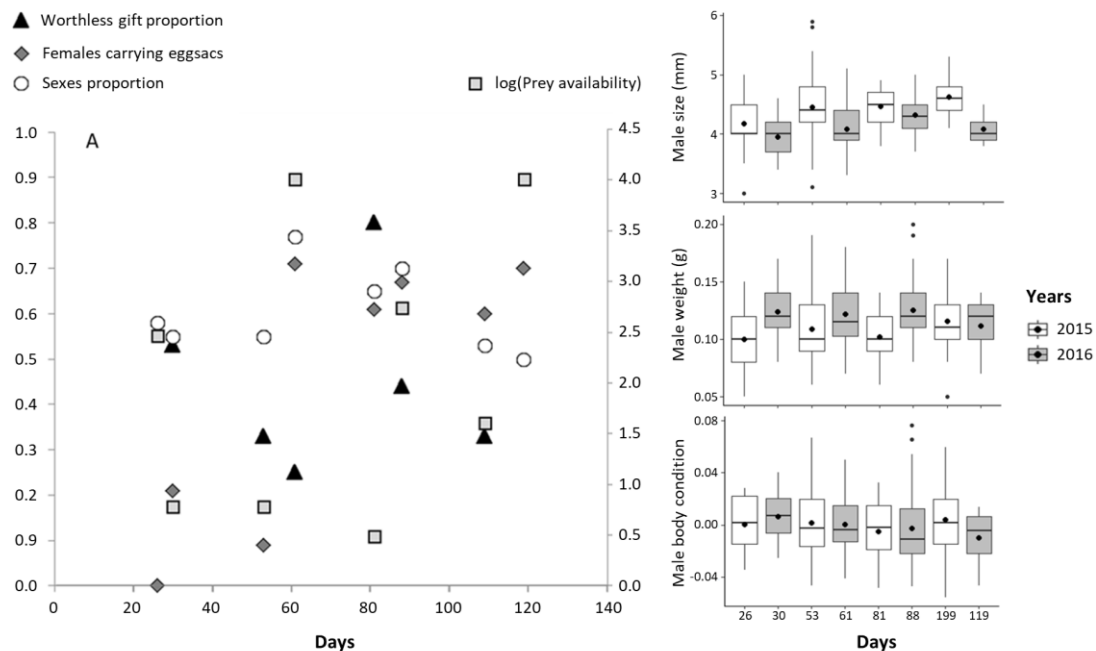 Worthless gift proportion
Females carrying eggsacs
Sexes proportion
log(Prey availability)
A
1.0
0.9
0.8
0.7
0.6
0.5
0.4
0.3
0.2
0.9
0.0
4.5
4.0
3.5
3.0
2.5
2.0
1.5
1.0
0.5
0.0
0 20 40 60 80 100 120 140
Days
Male size (mm)
6
5
4
3
Male weight (g)
0.20
0.15
0.10
0.05
Male body condition
0.08
0.04
0.00
-0.04
26 30 53 61 81 88 199 119
Days
Years
2015
2016